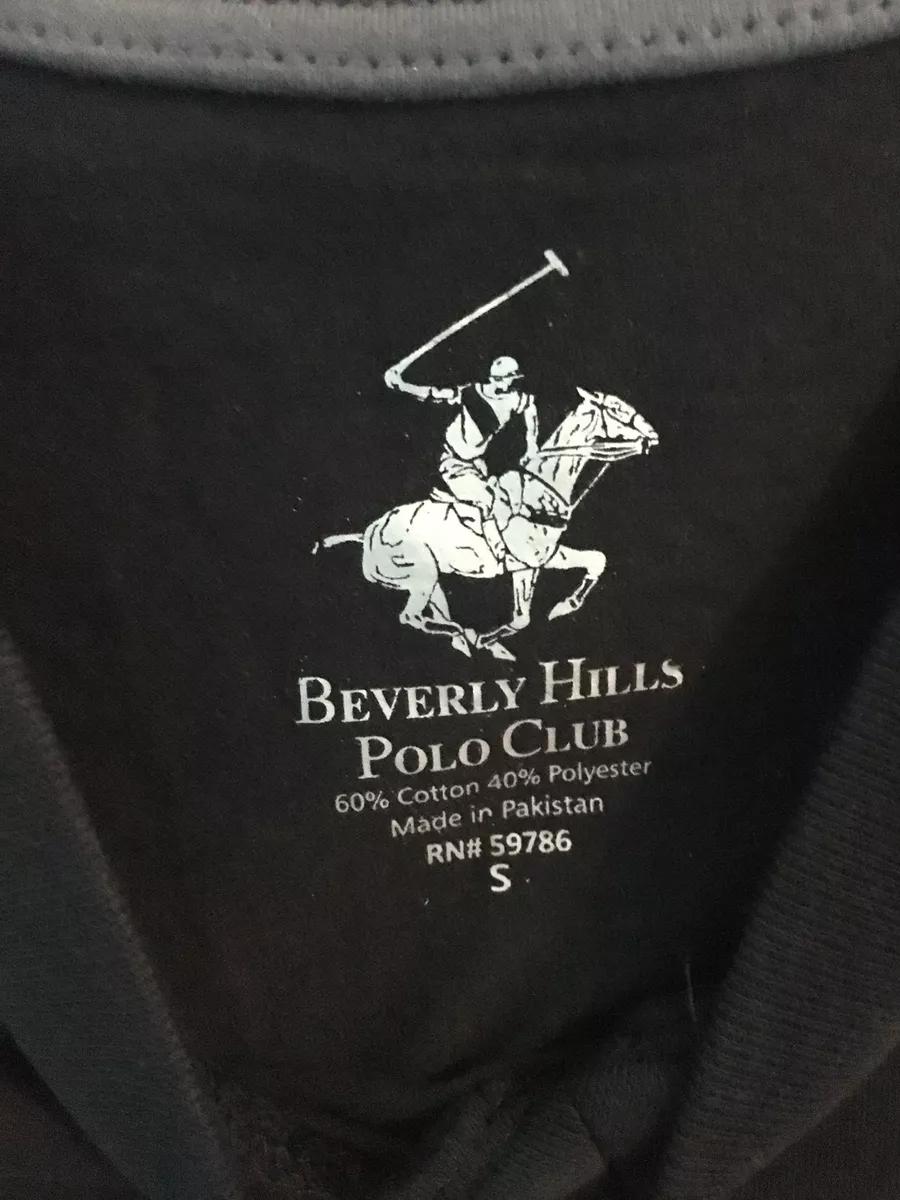 BEVERLY HILLS
POLO CLUB
60% Cotton 40% Polyester
Made in Pakistan
RN# 59786
S